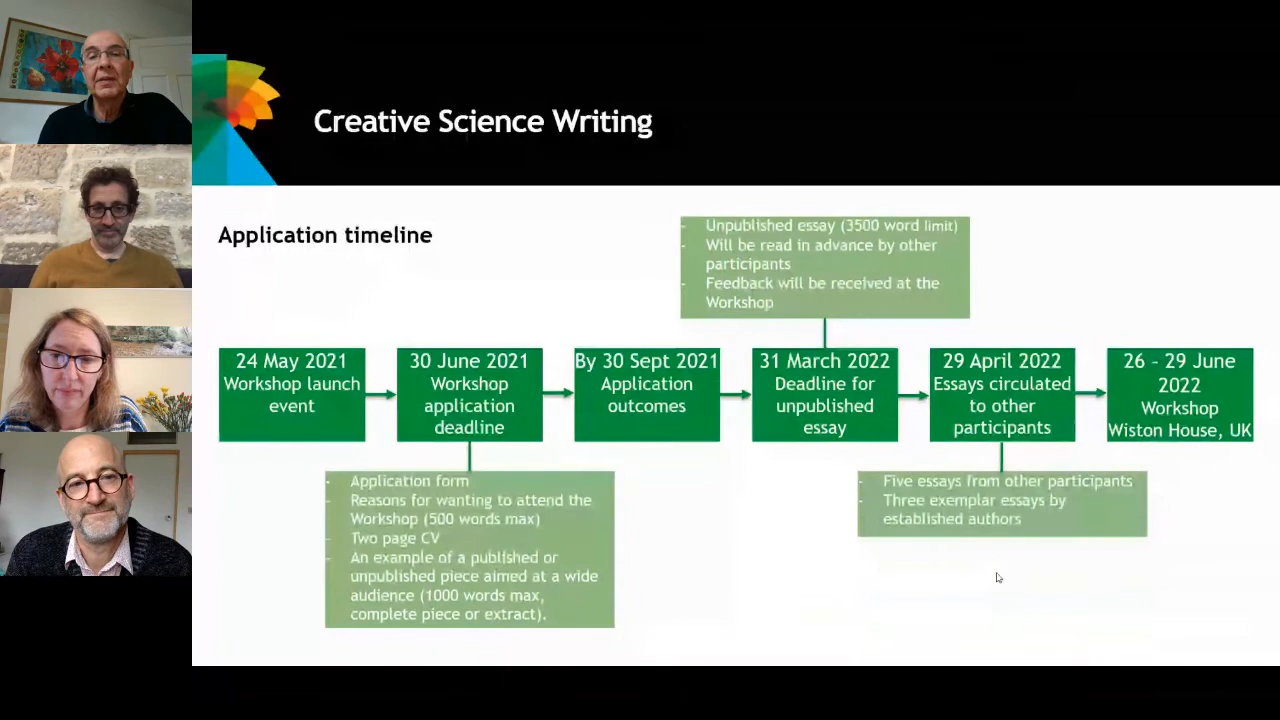 Creative Science Writing
Application timeline
- Unpublished essay (3500 word limit)
- Will be read in advance by other
participants
- Feedback will be received at the
Workshop
24 May 2021
Workshop launch
event
30 June 2021
Workshop
application
deadline
By 30 Sept 2021
Application
outcomes
31 March 2022
Deadline for
unpublished
essay
29 April 2022
Essays circulated
to other
participants
26 - 29 June
2022
Workshop
Wiston House, UK
- Application form
- Reasons for wanting to attend the
Workshop (500 words max)
- Two page CV
- An example of a published or
unpublished piece aimed at a wide
audience (1000 words max,
complete piece or extract).
- Five essays from other participants
- Three exemplar essays by
established authors